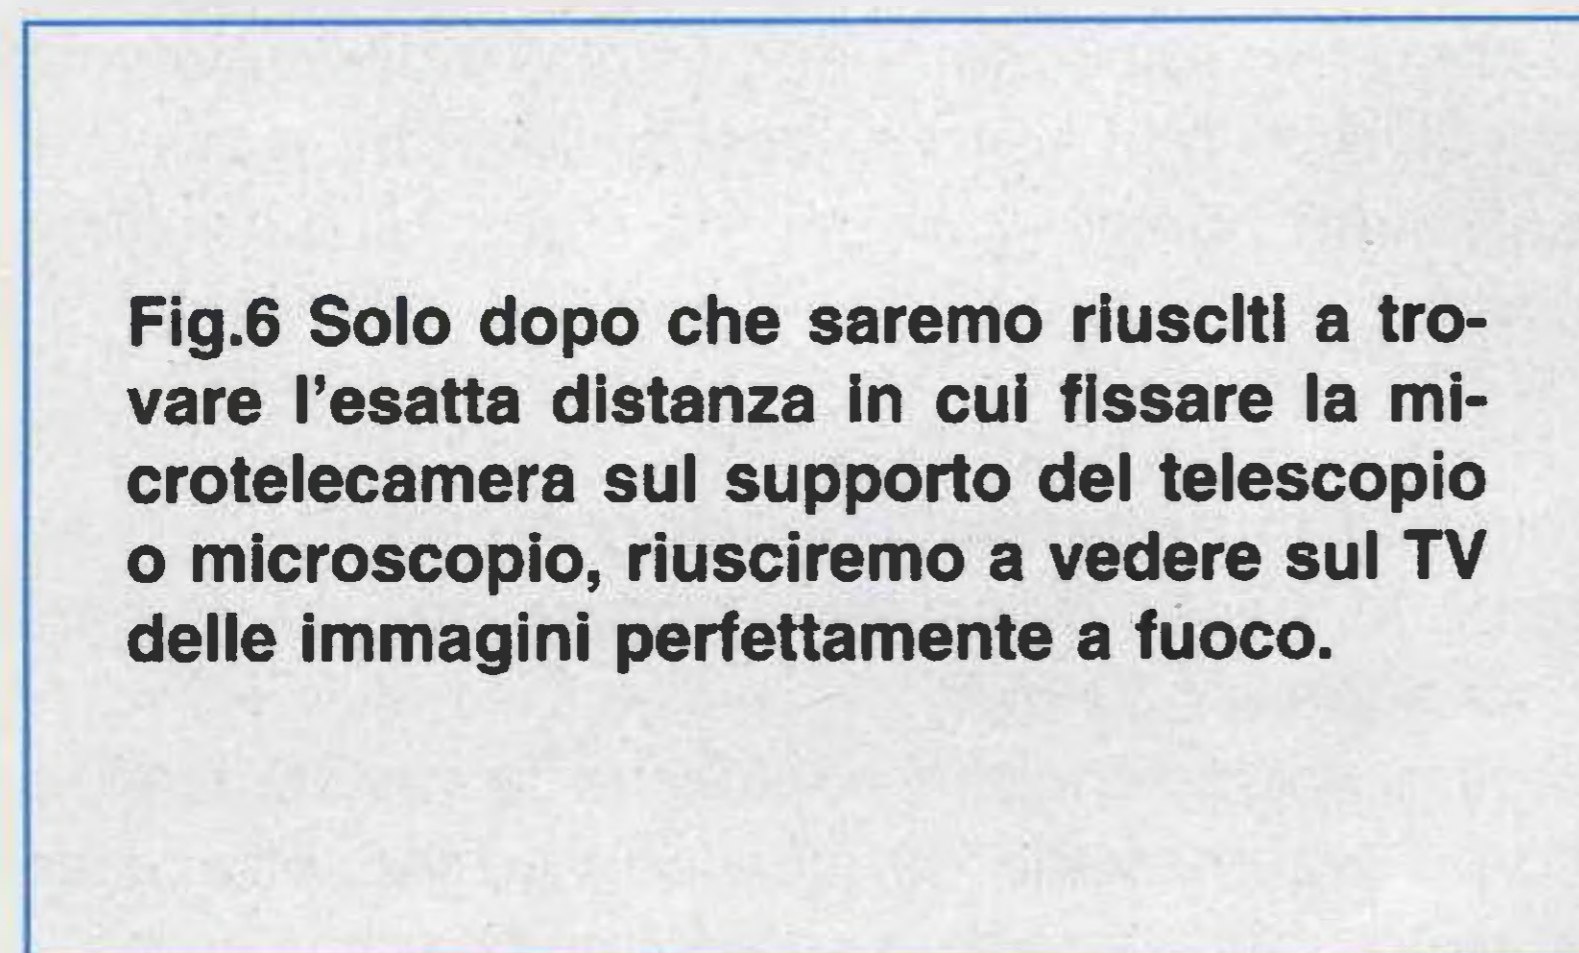 Fig.6 Solo dopo che saremo riusciti a tro-
vare l'esatta distanza in cui fissare la mi-
crotelecamera sul supporto del telescopio
o microscopio, riusciremo a vedere sul TV
delle immagini perfettamente a fuoco.